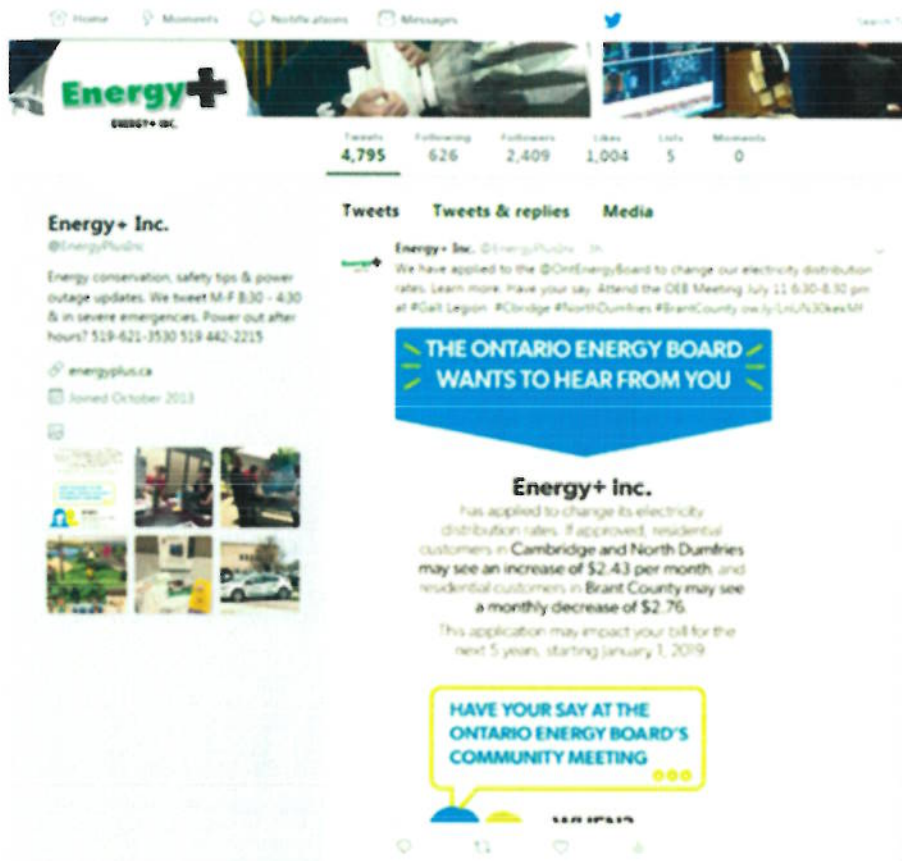 Home Moments Notifications Messages
Energy+
ENERGY+ INC.
Tweets Following Followers Likes Lists Moments
4,795 626 2,409 1,004 5 0
Energy+ Inc.
@EnergyPlusInc
Energy conservation, safety tips & power
outage updates. We tweet M-F 8:30 - 4:30
& in severe emergencies. Power out after
hours? 519-621-3530 519-442-2215
energyplus.ca
Joined October 2013
Tweets Tweets & replies Media
Energy+ Inc. @EnergyPlusInc 3h
We have applied to the @OntEnergyBoard to change our electricity distribution
rates. Learn more. Have your say. Attend the OEB Meeting July 11 6:30-8:30 pm
at #Galt Legion #Cbridge #NorthDumfries #BrantCounty
THE ONTARIO ENERGY BOARD
WANTS TO HEAR FROM YOU
Energy+ inc.
has applied to change its electricity
distribution rates. If approved, residential
customers in Cambridge and North Dumfries
may see an increase of $2.43 per month, and
residential customers in Brant County may see
a monthly decrease of $2.76.
This application may impact your bill for the
next 5 years, starting January 1, 2019
HAVE YOUR SAY AT THE
ONTARIO ENERGY BOARD'S
COMMUNITY MEETING
WHEN?